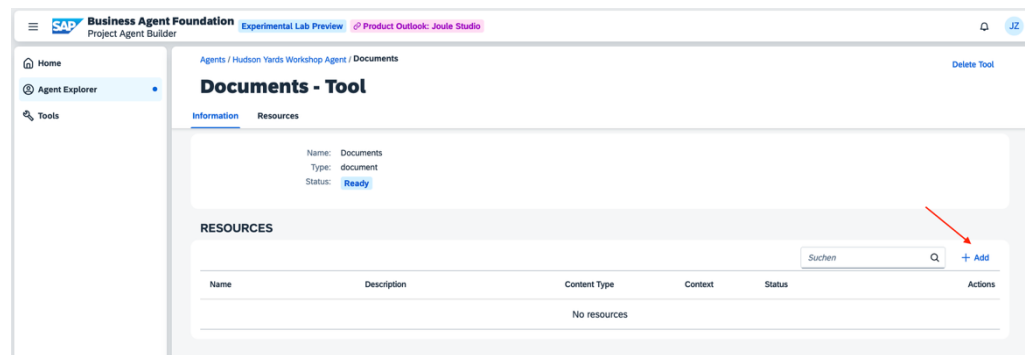 SAP Business Agent Foundation Experimental Lab Preview Product Outlook: Joule Studio
Project Agent Builder
JZ
Home
Agent Explorer
Tools
Agents / Hudson Yards Workshop Agent / Documents
Delete Tool
Documents - Tool
Information Resources
Name: Documents
Type: document
Status: Ready
RESOURCES
Suchen + Add
Name Description Content Type Context Status Actions
No resources